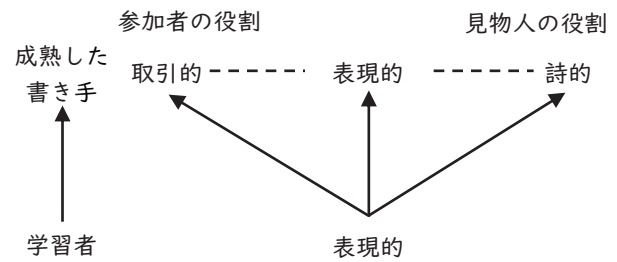 参加者の役割 見物人の役割
成熟した
書き手
取引的 表現的 詩的
学習者 表現的